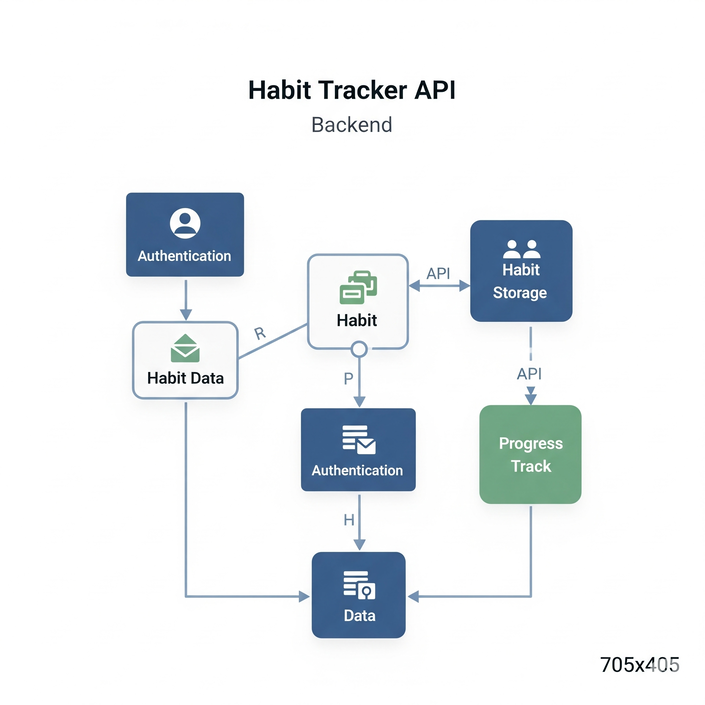 Habit Tracker API
Backend
Authentication
Habit
Storage
API
Habit
R
Habit Data
P
API
Authentication
Progress
Track
H
Data
705x405